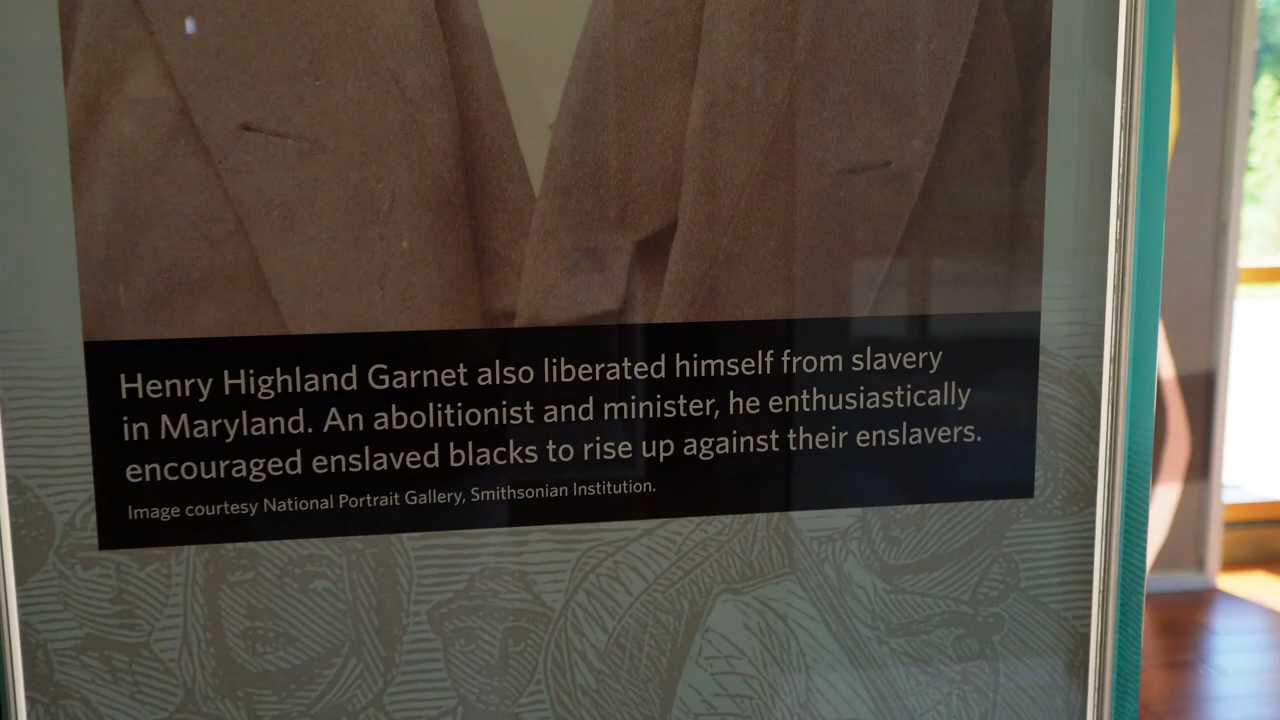 Henry Highland Garnet also liberated himself from slavery
in Maryland. An abolitionist and minister, he enthusiastically
encouraged enslaved blacks to rise up against their enslavers.
Image courtesy National Portrait Gallery, Smithsonian Institution.